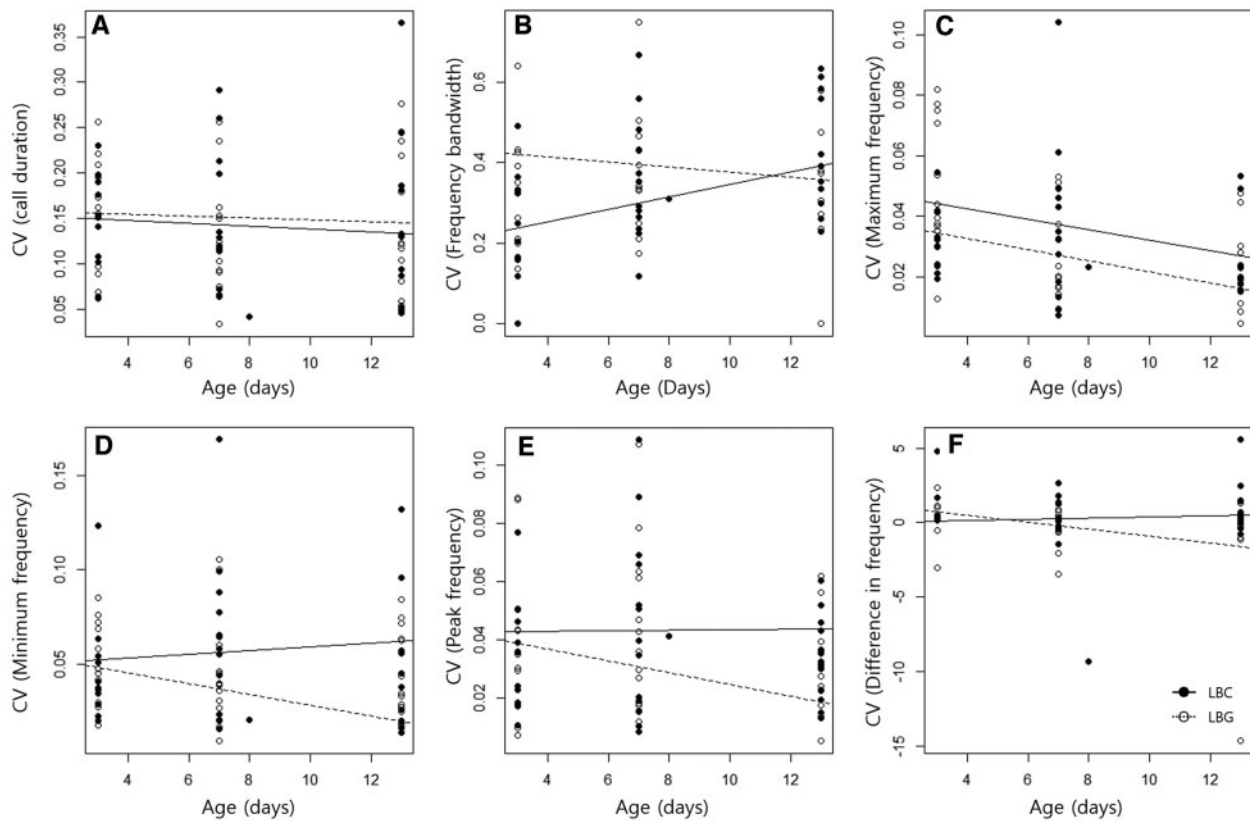 A
CV (call duration)
0.35
0.30
0.25
0.20
0.15
0.10
0.05
4 6 8 10 12
Age (days)
B
CV (Frequency bandwidth)
0.6
0.4
0.2
0.0
4 6 8 10 12
Age (Days)
C
CV (Maximum frequency)
0.10
0.08
0.06
0.04
0.02
4 6 8 10 12
Age (days)
D
CV (Minimum frequency)
0.15
0.10
0.05
4 6 8 10 12
Age (days)
E
CV (Peak frequency)
0.10
0.08
0.06
0.04
0.02
4 6 8 10 12
Age (days)
F
CV (Difference in frequency)
5
0
-5
-10
-15
LBC
LBG
4 6 8 10 12
Age (days)